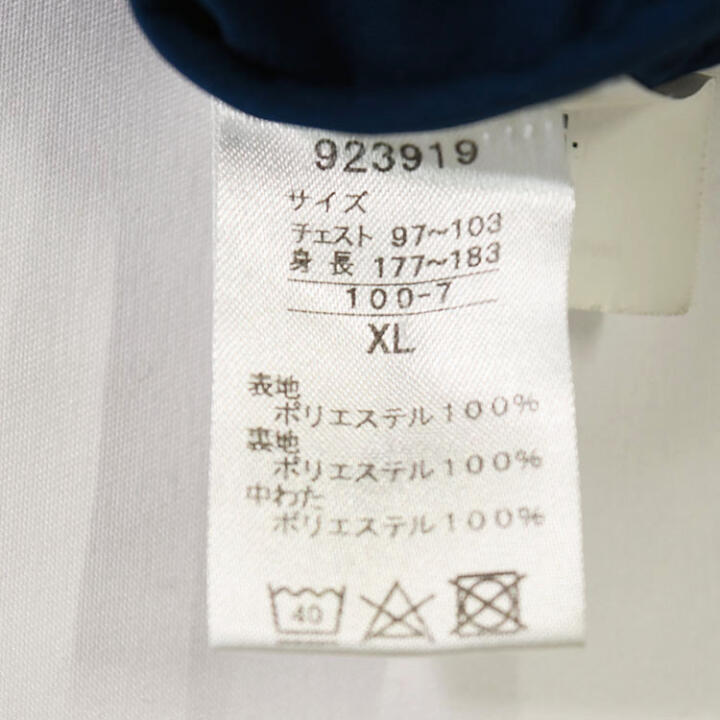 923919
サイズ
チェスト 97~103
身長 177~183
100-7
XL
表地
ポリエステル100%
裏地
ポリエステル100%
中わた
ポリエステル100%
40